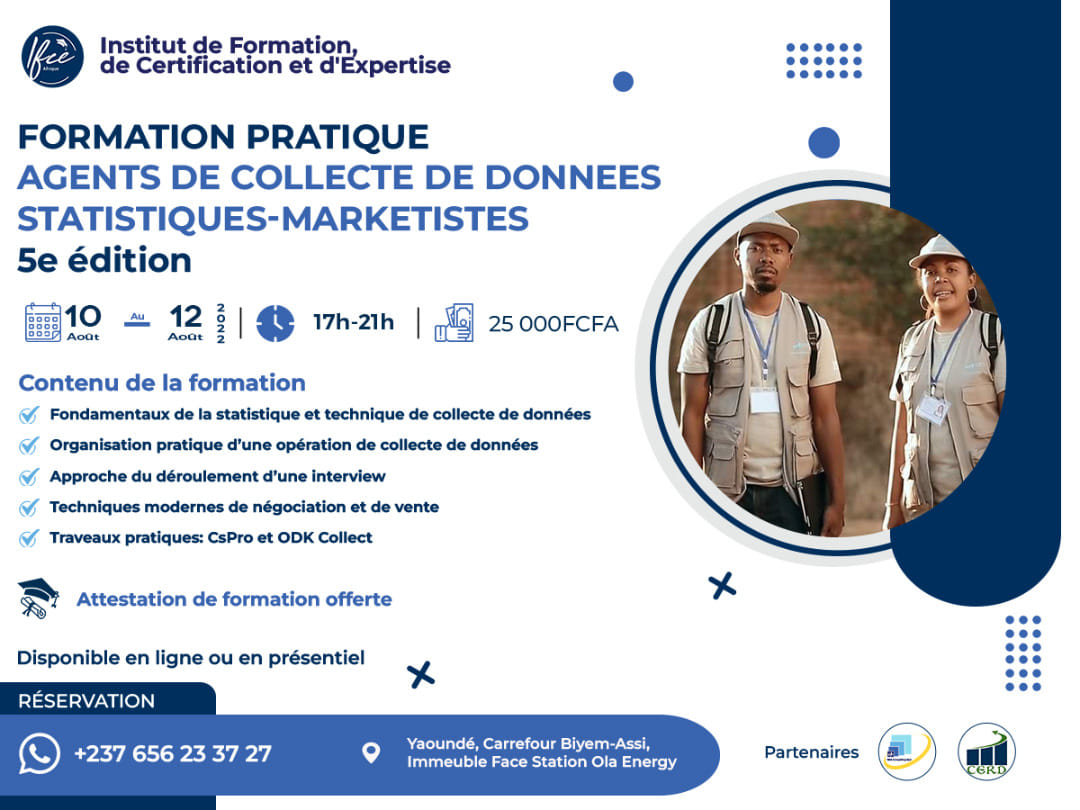 Ifce
Afrique
Institut de Formation,
de Certification et d'Expertise
FORMATION PRATIQUE
AGENTS DE COLLECTE DE DONNEES
STATISTIQUES-MARKETISTES
5e édition
10 Août Au 12 Août 2022 17h-21h 25 000FCFA
Contenu de la formation
Fondamentaux de la statistique et technique de collecte de données
Organisation pratique d’une opération de collecte de données
Approche du déroulement d’une interview
Techniques modernes de négociation et de vente
Traveaux pratiques: CsPro et ODK Collect
Attestation de formation offerte
Disponible en ligne ou en présentiel
RÉSERVATION
+237 656 23 37 27
Yaoundé, Carrefour Biyem-Assi,
Immeuble Face Station Ola Energy
Partenaires
CGRD